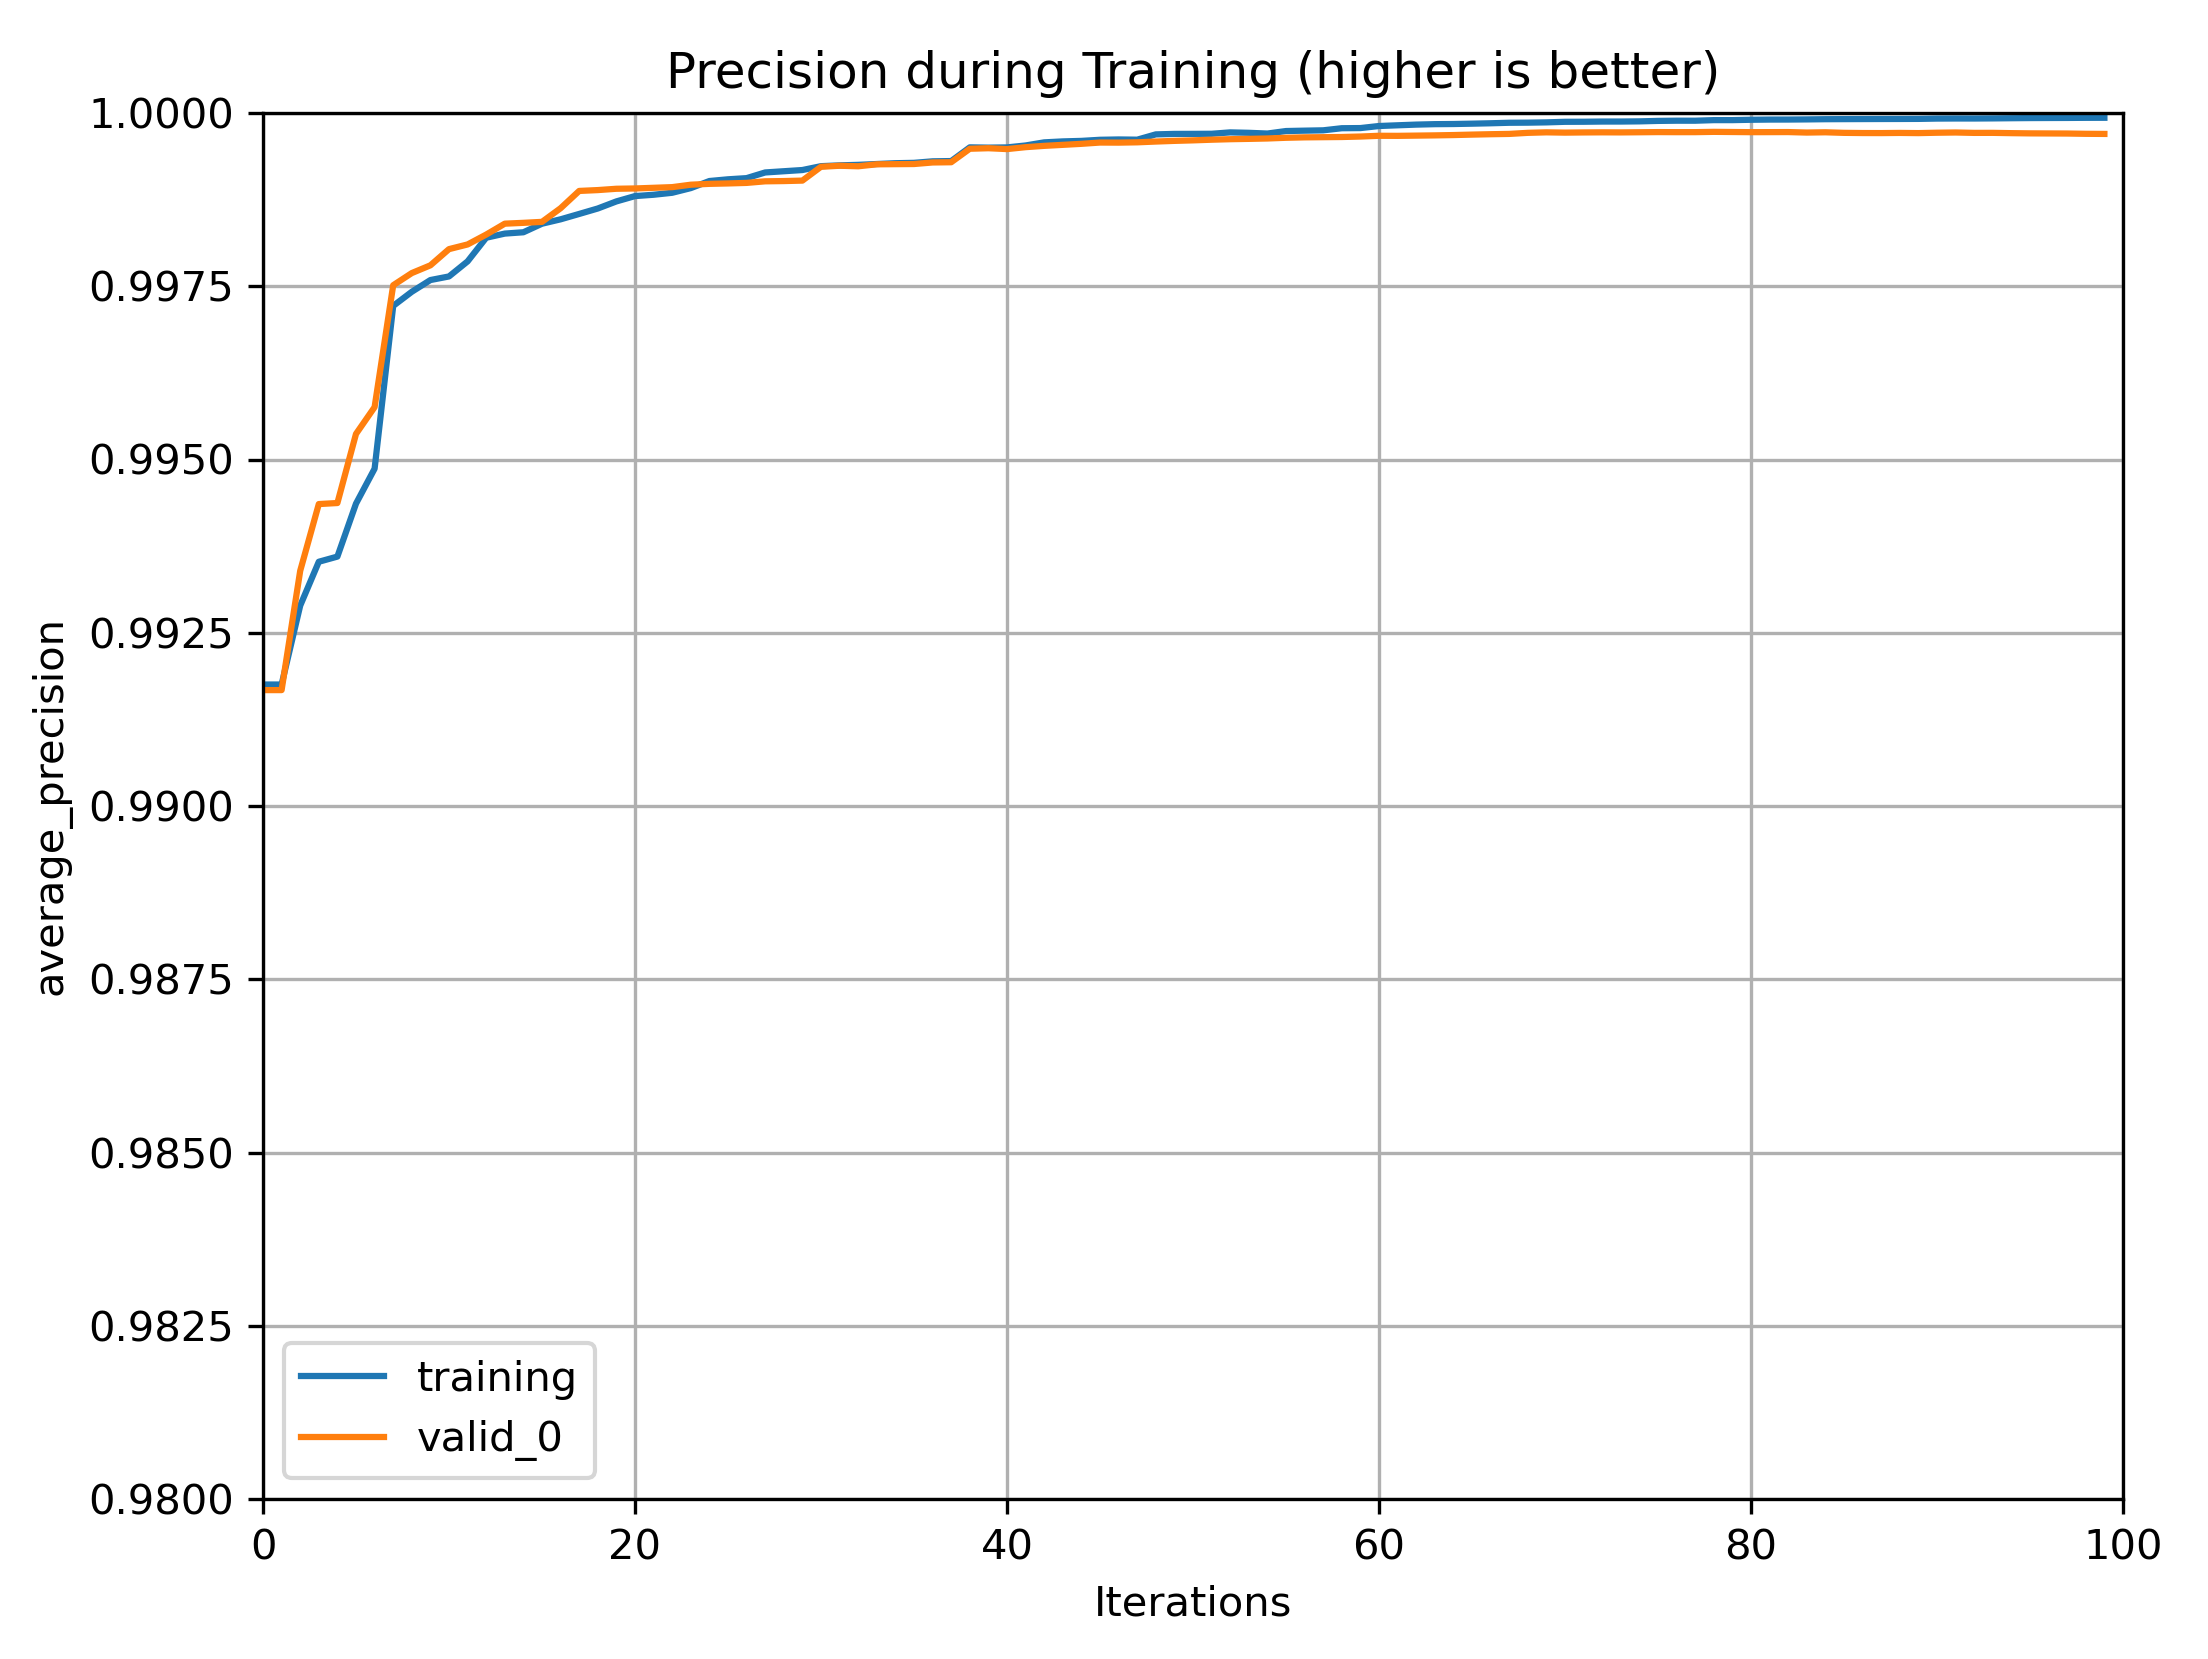 Precision during Training (higher is better)
1.0000
0.9975
0.9950
0.9925
0.9900
0.9875
0.9850
0.9825
0.9800
average_precision
training
valid_0
0 20 40 60 80 100
Iterations